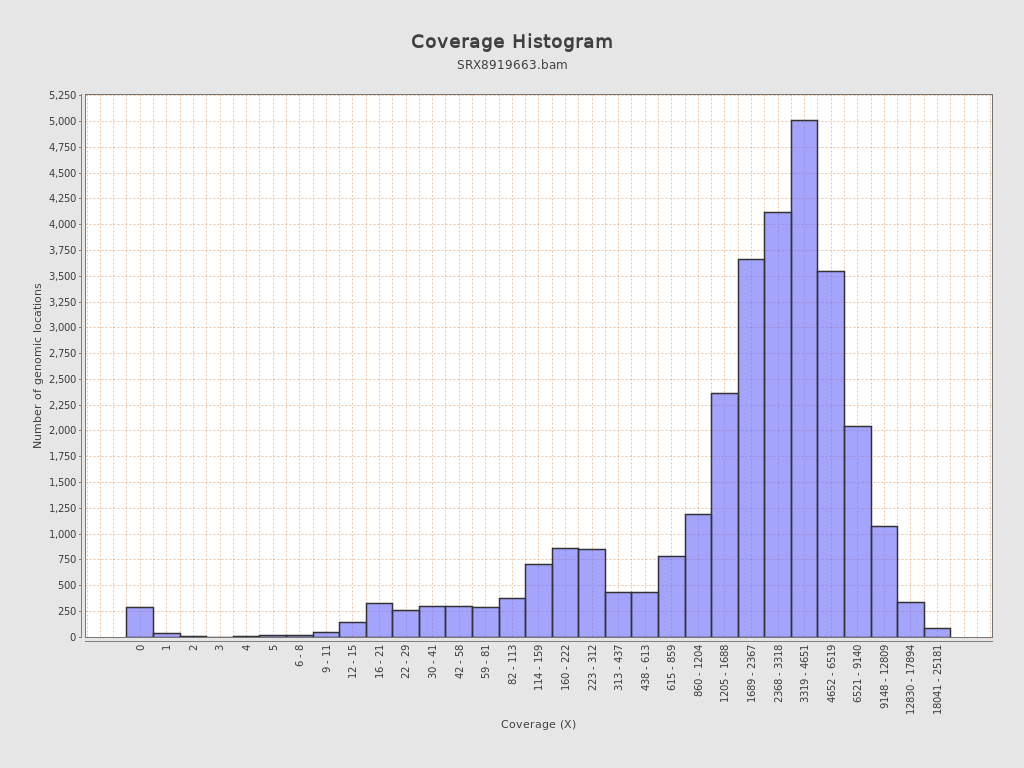 Coverage Histogram
SRX8919663.bam
Number of genomic locations
5,250
5,000
4,750
4,500
4,250
4,000
3,750
3,500
3,250
3,000
2,750
2,500
2,250
2,000
1,750
1,500
1,250
1,000
750
500
250
0
0
1
2
3
4
5
6 - 8
9 - 11
12 - 15
16 - 21
22 - 29
30 - 41
42 - 58
59 - 81
82 - 113
114 - 159
160 - 222
223 - 312
313 - 437
438 - 613
615 - 859
860 - 1204
1205 - 1688
1689 - 2367
2368 - 3318
3319 - 4651
4652 - 6519
6521 - 9140
9148 - 12809
12830 - 17894
18041 - 25181
Coverage (X)